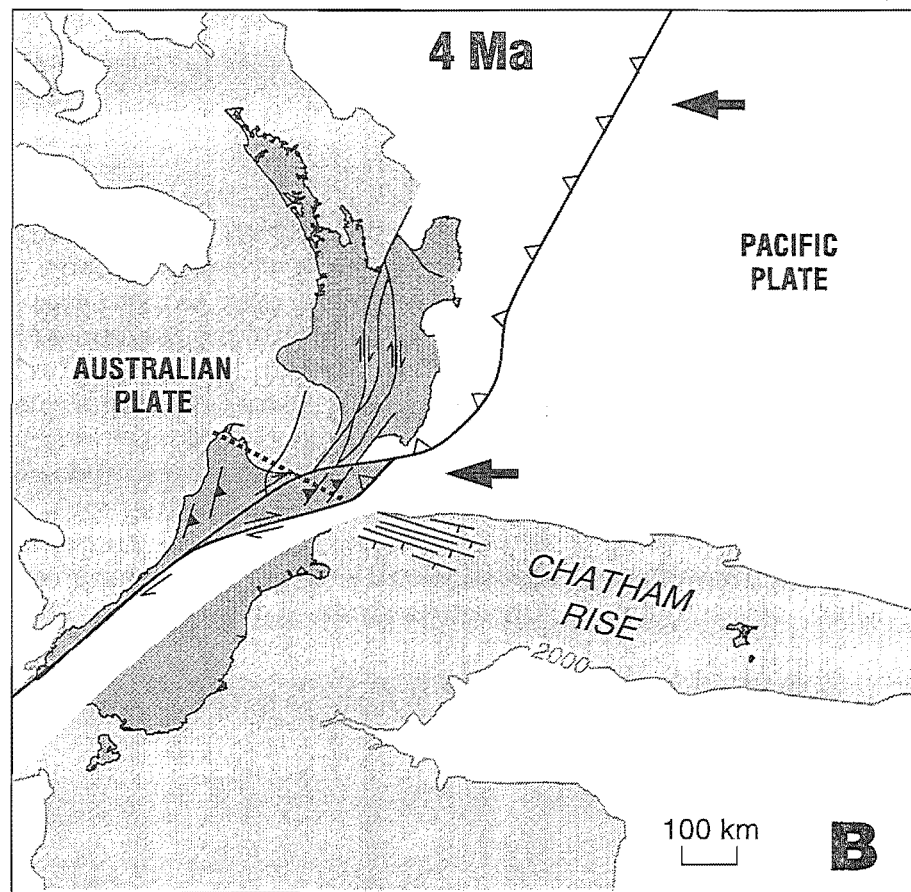 4 Ma
PACIFIC
PLATE
AUSTRALIAN
PLATE
CHATHAM
RISE
2000
100 km
B